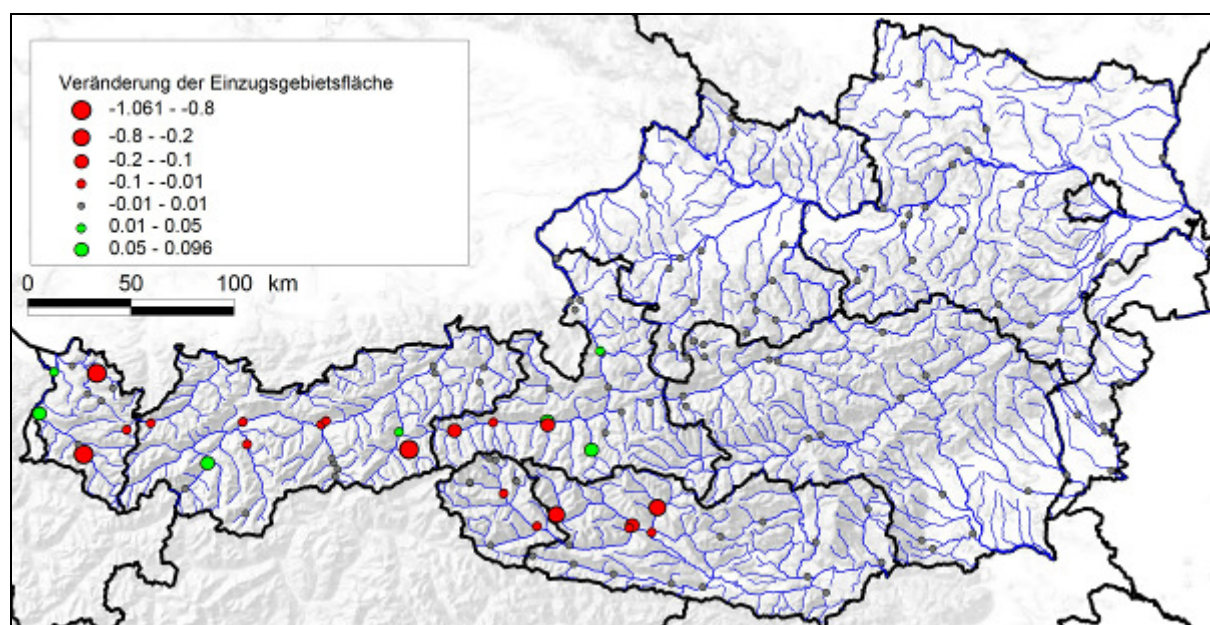 Veränderung der Einzugsgebietsfläche
-1.061 - -0.8
-0.8 - -0.2
-0.2 - -0.1
-0.1 - -0.01
-0.01 - 0.01
0.01 - 0.05
0.05 - 0.096
0 50 100 km